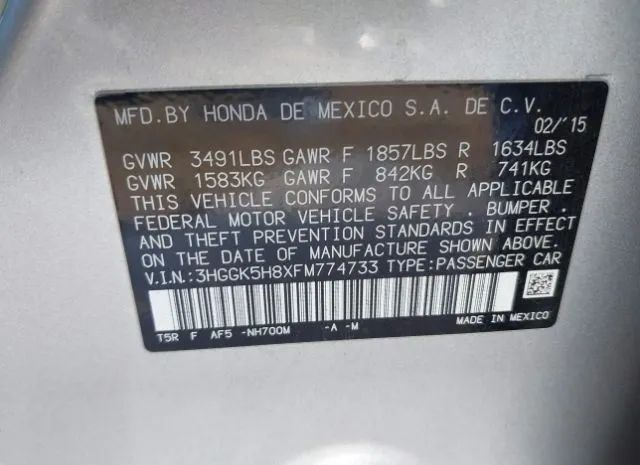 MFD.BY HONDA DE MEXICO S.A. DE C.V.
02/'15
GVWR 3491LBS GAWR F 1857LBS R 1634LBS
GVWR 1583KG GAWR F 842KG R 741KG
THIS VEHICLE CONFORMS TO ALL APPLICABLE
FEDERAL MOTOR VEHICLE SAFETY , BUMPER ,
AND THEFT PREVENTION STANDARDS IN EFFECT
ON THE DATE OF MANUFACTURE SHOWN ABOVE.
V.I.N.:3HGGK5H8XFM774733 TYPE:PASSENGER CAR
T5R F AF5 -NH700M -A -M MADE IN MEXICO